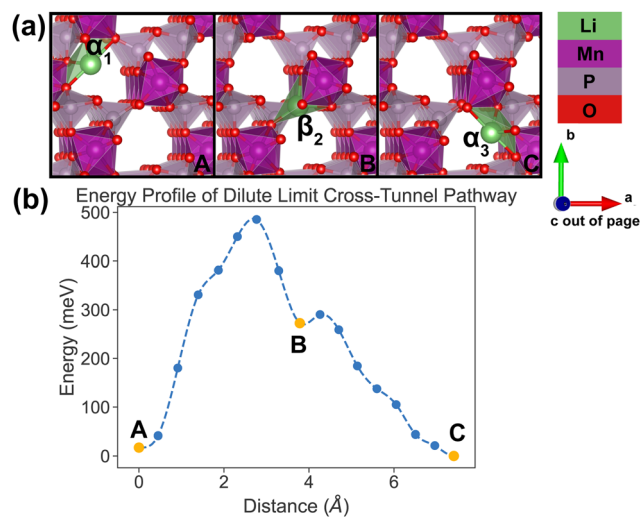 (a)
α1
A
β2
B
α3
C
Li
Mn
P
O
b
a
c out of page
(b)
Energy Profile of Dilute Limit Cross-Tunnel Pathway
Energy (meV)
500
400
300
200
100
0
A
B
C
0
2
4
6
Distance (Å)